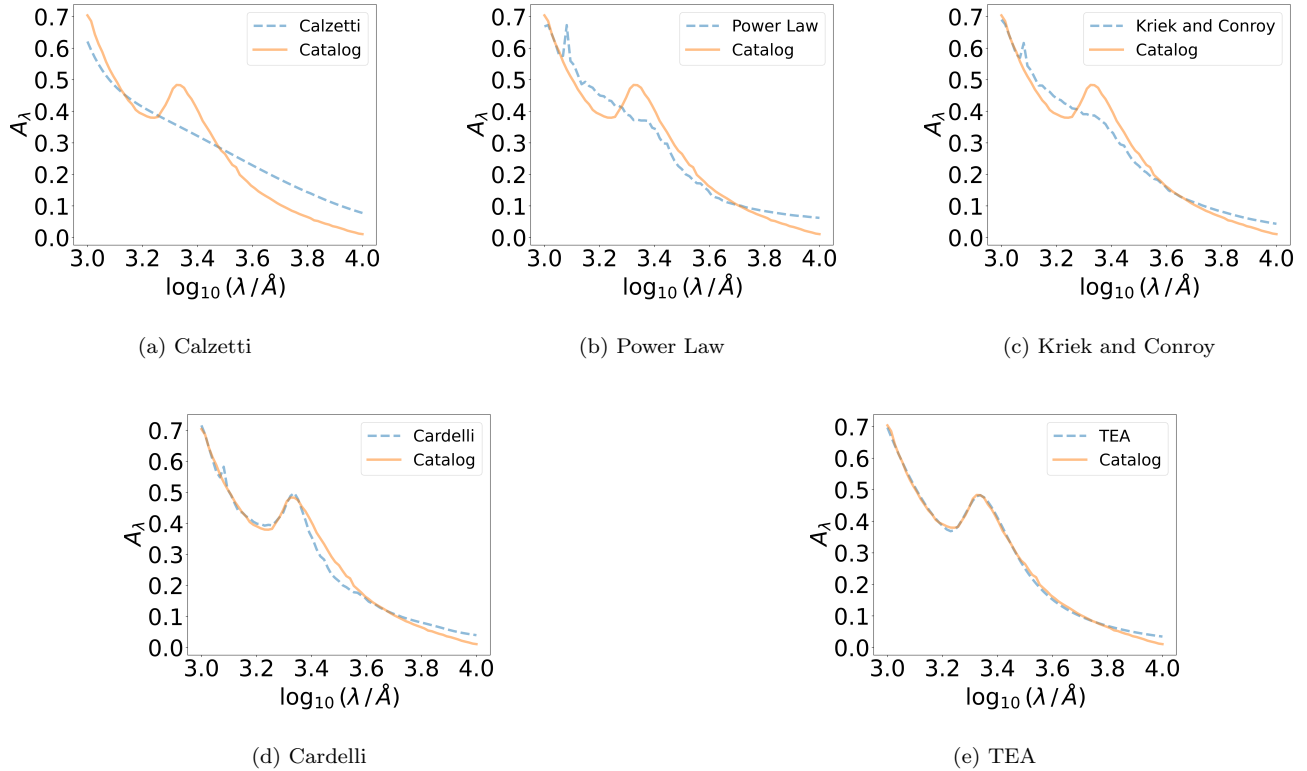 0.7
0.6
0.5
0.4
0.3
0.2
0.1
0.0
A_λ
Calzetti
Catalog
3.0 3.2 3.4 3.6 3.8 4.0
log₁₀ (λ / Å)
(a) Calzetti
0.7
0.6
0.5
0.4
0.3
0.2
0.1
0.0
A_λ
Power Law
Catalog
3.0 3.2 3.4 3.6 3.8 4.0
log₁₀ (λ / Å)
(b) Power Law
0.7
0.6
0.5
0.4
0.3
0.2
0.1
0.0
A_λ
Kriek and Conroy
Catalog
3.0 3.2 3.4 3.6 3.8 4.0
log₁₀ (λ / Å)
(c) Kriek and Conroy
0.7
0.6
0.5
0.4
0.3
0.2
0.1
0.0
A_λ
Cardelli
Catalog
3.0 3.2 3.4 3.6 3.8 4.0
log₁₀ (λ / Å)
(d) Cardelli
0.7
0.6
0.5
0.4
0.3
0.2
0.1
0.0
A_λ
TEA
Catalog
3.0 3.2 3.4 3.6 3.8 4.0
log₁₀ (λ / Å)
(e) TEA